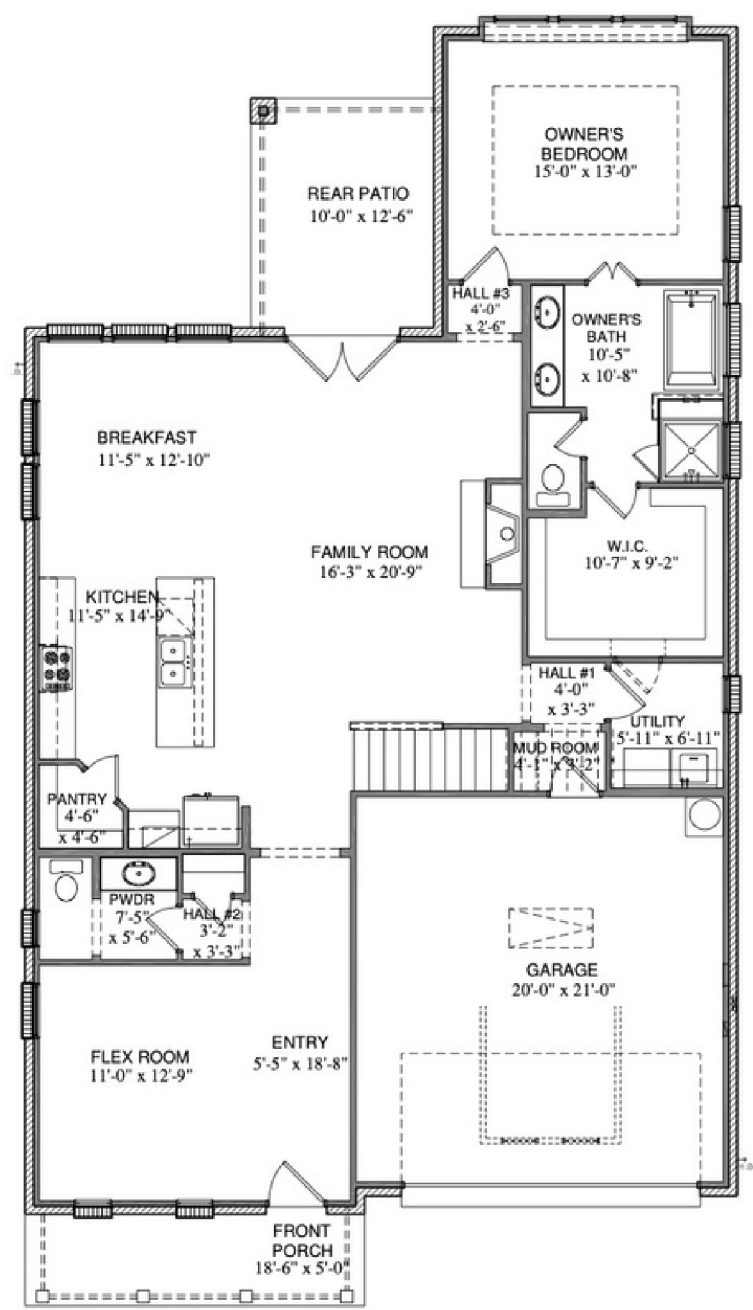 OWNER'S
BEDROOM
15'-0" x 13'-0"
REAR PATIO
10'-0" x 12'-6"
HALL #3
4'-0"
x 2'-6"
OWNER'S
BATH
10'-5"
x 10'-8"
BREAKFAST
11'-5" x 12'-10"
FAMILY ROOM
16'-3" x 20'-9"
W.I.C.
10'-7" x 9'-2"
KITCHEN
11'-5" x 14'-9"
HALL #1
4'-0"
x 3'-3"
UTILITY
5'-11" x 6'-11"
MUD ROOM
4'-1" x 3'-2"
PANTRY
4'-6"
x 4'-6"
PWDR
7'-5"
x 5'-6"
HALL #2
3'-2"
x 3'-3"
GARAGE
20'-0" x 21'-0"
ENTRY
5'-5" x 18'-8"
FLEX ROOM
11'-0" x 12'-9"
FRONT
PORCH
18'-6" x 5'-0"